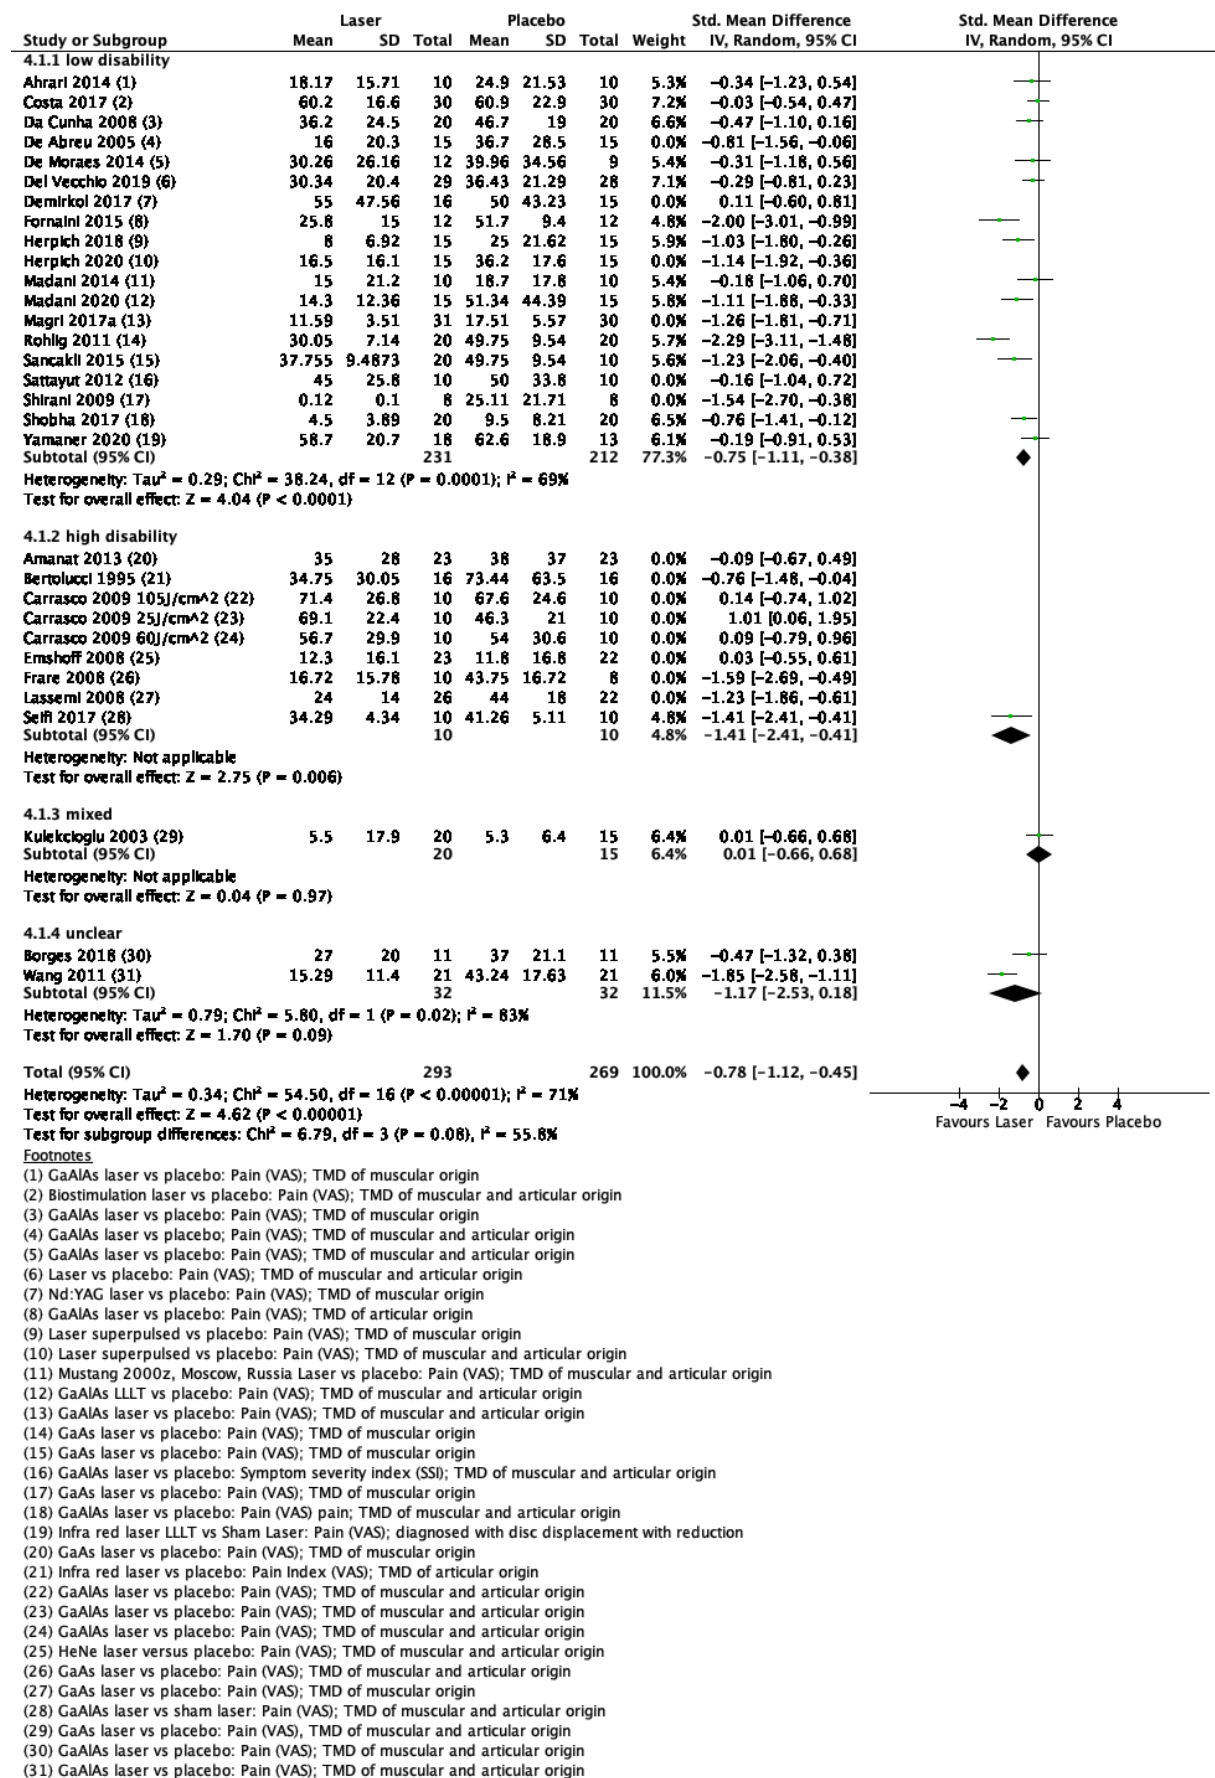 Laser Placebo Std. Mean Difference Std. Mean Difference
Study or Subgroup Mean SD Total Mean SD Total Weight IV, Random, 95% CI IV, Random, 95% CI
4.1.1 low disability
Ahrari 2014 (1) 18.17 15.71 10 24.9 21.53 10 5.3% −0.34 [−1.23, 0.54]
Costa 2017 (2) 60.2 16.6 30 60.9 22.9 30 7.2% −0.03 [−0.54, 0.47]
Da Cunha 2008 (3) 36.2 24.5 20 46.7 19 20 6.6% −0.47 [−1.10, 0.16]
De Abreu 2005 (4) 16 20.3 15 36.7 28.5 15 0.0% −0.81 [−1.56, −0.06]
De Moraes 2014 (5) 30.26 26.16 12 39.96 34.56 9 5.4% −0.31 [−1.18, 0.56]
Del Vecchio 2019 (6) 30.34 20.4 29 36.43 21.29 28 7.1% −0.29 [−0.81, 0.23]
Demirkol 2017 (7) 55 47.56 16 50 43.23 15 0.0% 0.11 [−0.60, 0.81]
Fornaini 2015 (8) 25.8 15 12 51.7 9.4 12 4.8% −2.00 [−3.01, −0.99]
Herpich 2018 (9) 8 6.92 15 25 21.62 15 5.9% −1.03 [−1.80, −0.26]
Herpich 2020 (10) 16.5 16.1 15 36.2 17.6 15 0.0% −1.14 [−1.92, −0.36]
Madani 2014 (11) 15 21.2 10 18.7 17.8 10 5.4% −0.18 [−1.06, 0.70]
Madani 2020 (12) 14.3 12.36 15 51.34 44.39 15 5.8% −1.11 [−1.88, −0.33]
Magri 2017a (13) 11.59 3.51 31 17.51 5.57 30 0.0% −1.26 [−1.81, −0.71]
Rohlig 2011 (14) 30.05 7.14 20 49.75 9.54 20 5.7% −2.29 [−3.11, −1.48]
Sancakli 2015 (15) 37.755 9.4873 20 49.75 9.54 10 5.6% −1.23 [−2.06, −0.40]
Sattayut 2012 (16) 45 25.8 10 50 33.8 10 0.0% −0.16 [−1.04, 0.72]
Shirani 2009 (17) 0.12 0.1 8 25.11 21.71 8 0.0% −1.54 [−2.70, −0.38]
Shobha 2017 (18) 4.5 3.89 20 9.5 8.21 20 6.5% −0.76 [−1.41, −0.12]
Yamaner 2020 (19) 58.7 20.7 18 62.6 18.9 13 6.1% −0.19 [−0.91, 0.53]
Subtotal (95% CI) 231 212 77.3% −0.75 [−1.11, −0.38]
Heterogeneity: Tau² = 0.29; Chi² = 38.24, df = 12 (P = 0.0001); I² = 69%
Test for overall effect: Z = 4.04 (P < 0.0001)
4.1.2 high disability
Amanat 2013 (20) 35 28 23 38 37 23 0.0% −0.09 [−0.67, 0.49]
Bertolucci 1995 (21) 34.75 30.05 16 73.44 63.5 16 0.0% −0.76 [−1.48, −0.04]
Carrasco 2009 105J/cm^2 (22) 71.4 26.8 10 67.6 24.6 10 0.0% 0.14 [−0.74, 1.02]
Carrasco 2009 25J/cm^2 (23) 69.1 22.4 10 46.3 21 10 0.0% 1.01 [0.06, 1.95]
Carrasco 2009 60J/cm^2 (24) 56.7 29.9 10 54 30.6 10 0.0% 0.09 [−0.79, 0.96]
Emshoff 2008 (25) 12.3 16.1 23 11.8 16.8 22 0.0% 0.03 [−0.55, 0.61]
Frare 2008 (26) 16.72 15.78 10 43.75 16.72 8 0.0% −1.59 [−2.69, −0.49]
Lassemi 2008 (27) 24 14 26 44 18 22 0.0% −1.23 [−1.86, −0.61]
Seifi 2017 (28) 34.29 4.34 10 41.26 5.11 10 4.8% −1.41 [−2.41, −0.41]
Subtotal (95% CI) 10 10 4.8% −1.41 [−2.41, −0.41]
Heterogeneity: Not applicable
Test for overall effect: Z = 2.75 (P = 0.006)
4.1.3 mixed
Kulekcioglu 2003 (29) 5.5 17.9 20 5.3 6.4 15 6.4% 0.01 [−0.66, 0.68]
Subtotal (95% CI) 20 15 6.4% 0.01 [−0.66, 0.68]
Heterogeneity: Not applicable
Test for overall effect: Z = 0.04 (P = 0.97)
4.1.4 unclear
Borges 2018 (30) 27 20 11 37 21.1 11 5.5% −0.47 [−1.32, 0.38]
Wang 2011 (31) 15.29 11.4 21 43.24 17.63 21 6.0% −1.85 [−2.58, −1.11]
Subtotal (95% CI) 32 32 11.5% −1.17 [−2.53, 0.18]
Heterogeneity: Tau² = 0.79; Chi² = 5.80, df = 1 (P = 0.02); I² = 83%
Test for overall effect: Z = 1.70 (P = 0.09)
Total (95% CI) 293 269 100.0% −0.78 [−1.12, −0.45]
Heterogeneity: Tau² = 0.34; Chi² = 54.50, df = 16 (P < 0.00001); I² = 71%
Test for overall effect: Z = 4.62 (P < 0.00001)
Test for subgroup differences: Chi² = 6.79, df = 3 (P = 0.08), I² = 55.8%
−4 −2 0 2 4
Favours Laser Favours Placebo
Footnotes
(1) GaAlAs laser vs placebo: Pain (VAS); TMD of muscular origin
(2) Biostimulation laser vs placebo: Pain (VAS); TMD of muscular and articular origin
(3) GaAlAs laser vs placebo: Pain (VAS); TMD of muscular origin
(4) GaAlAs laser vs placebo; Pain (VAS); TMD of muscular and articular origin
(5) GaAlAs laser vs placebo: Pain (VAS); TMD of muscular and articular origin
(6) Laser vs placebo: Pain (VAS); TMD of muscular and articular origin
(7) Nd:YAG laser vs placebo: Pain (VAS); TMD of muscular origin
(8) GaAlAs laser vs placebo: Pain (VAS); TMD of articular origin
(9) Laser superpulsed vs placebo: Pain (VAS); TMD of muscular origin
(10) Laser superpulsed vs placebo: Pain (VAS); TMD of muscular and articular origin
(11) Mustang 2000z, Moscow, Russia Laser vs placebo: Pain (VAS); TMD of muscular and articular origin
(12) GaAlAs LLLT vs placebo: Pain (VAS); TMD of muscular and articular origin
(13) GaAlAs laser vs placebo: Pain (VAS); TMD of muscular and articular origin
(14) GaAs laser vs placebo: Pain (VAS); TMD of muscular origin
(15) GaAs laser vs placebo: Pain (VAS); TMD of muscular origin
(16) GaAlAs laser vs placebo: Symptom severity index (SSI); TMD of muscular and articular origin
(17) GaAs laser vs placebo: Pain (VAS); TMD of muscular origin
(18) GaAlAs laser vs placebo: Pain (VAS) pain; TMD of muscular and articular origin
(19) Infra red laser LLLT vs Sham Laser: Pain (VAS); diagnosed with disc displacement with reduction
(20) GaAs laser vs placebo: Pain (VAS); TMD of muscular origin
(21) Infra red laser vs placebo: Pain Index (VAS); TMD of articular origin
(22) GaAlAs laser vs placebo: Pain (VAS); TMD of muscular and articular origin
(23) GaAlAs laser vs placebo: Pain (VAS); TMD of muscular and articular origin
(24) GaAlAs laser vs placebo: Pain (VAS); TMD of muscular and articular origin
(25) HeNe laser versus placebo: Pain (VAS); TMD of muscular and articular origin
(26) GaAs laser vs placebo: Pain (VAS); TMD of muscular and articular origin
(27) GaAs laser vs placebo: Pain (VAS); TMD of muscular origin
(28) GaAlAs laser vs sham laser: Pain (VAS); TMD of muscular and articular origin
(29) GaAs laser vs placebo: Pain (VAS), TMD of muscular and articular origin
(30) GaAlAs laser vs placebo: Pain (VAS); TMD of muscular and articular origin
(31) GaAlAs laser vs placebo: Pain (VAS); TMD of muscular and articular origin